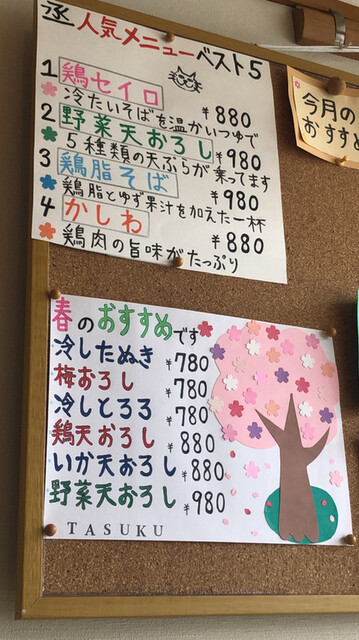 丞 人気メニューベスト5
1 鶏セイロ ¥880
冷たいそばを温かいつゆで
2 野菜天おろし ¥980
5種類の天ぷらが乗ってます
3 鶏脂そば ¥980
鶏脂とゆず果汁を加えた一杯
4 かしわ ¥880
鶏肉の旨味がたっぷり
今月の
おすすめ
春のおすすめです
冷したぬき ¥780
梅おろし ¥780
冷しとろろ ¥780
鶏天おろし ¥880
いか天おろし ¥880
野菜天おろし ¥980
TASUKU